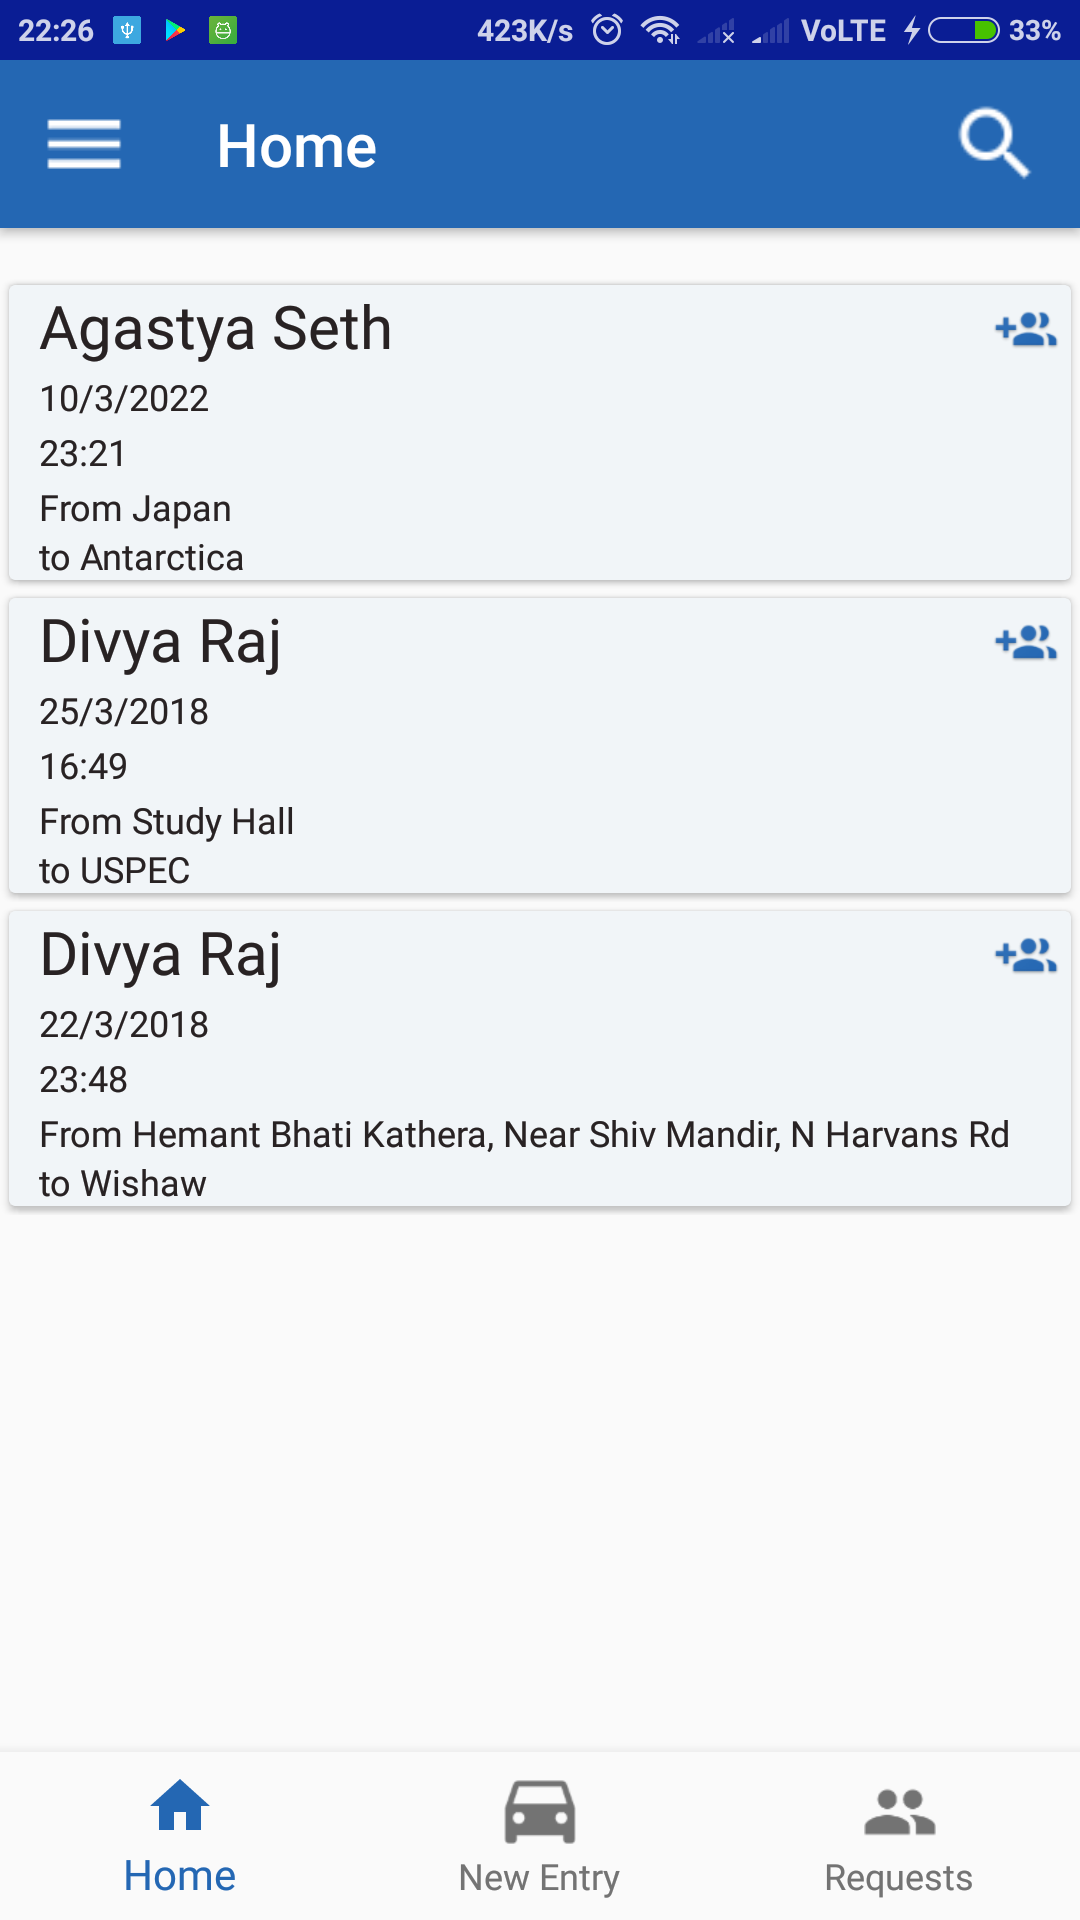 22:26 423K/s VoLTE 33%
Home
Agastya Seth
10/3/2022
23:21
From Japan
to Antarctica
Divya Raj
25/3/2018
16:49
From Study Hall
to USPEC
Divya Raj
22/3/2018
23:48
From Hemant Bhati Kathera, Near Shiv Mandir, N Harvans Rd
to Wishaw
Home New Entry Requests